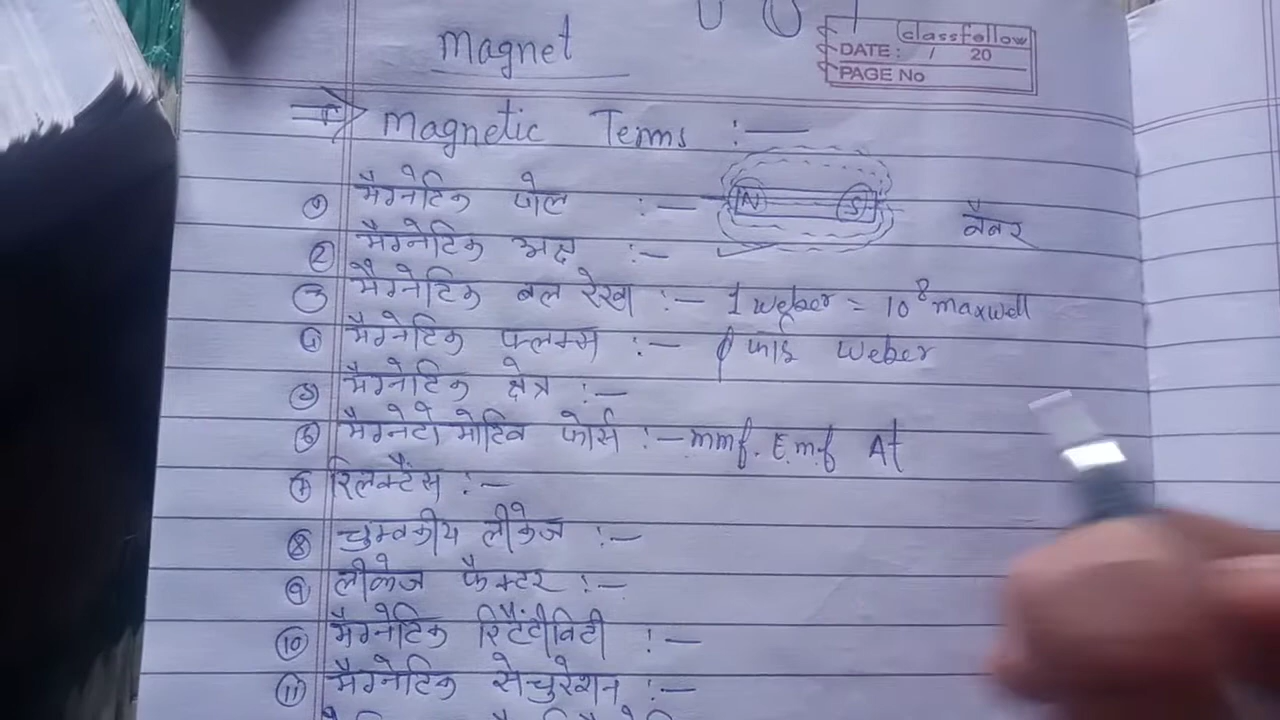 Magnet
classfollow
DATE : / 20
PAGE No
⇒ Magnetic Terms :—
① मैग्नेटिक पोल :— N S
वैबर
② मैग्नेटिक अक्ष :—
③ मैग्नेटिक बल रेखा :— 1 weber = 10⁸ maxwell
④ मैग्नेटिक फ्लक्स :— ϕ फाई weber
⑤ मैग्नेटिक क्षेत्र :—
⑥ मैग्नेटो मोटिव फोर्स :— mmf. E.m.f At
⑦ रिलक्टैंस :—
⑧ चुम्बकीय लीकेज :—
⑨ लीकेज फैक्टर :—
⑩ मैग्नेटिक रिटैंटीविटी :—
⑪ मैग्नेटिक सेचुरेशन :—